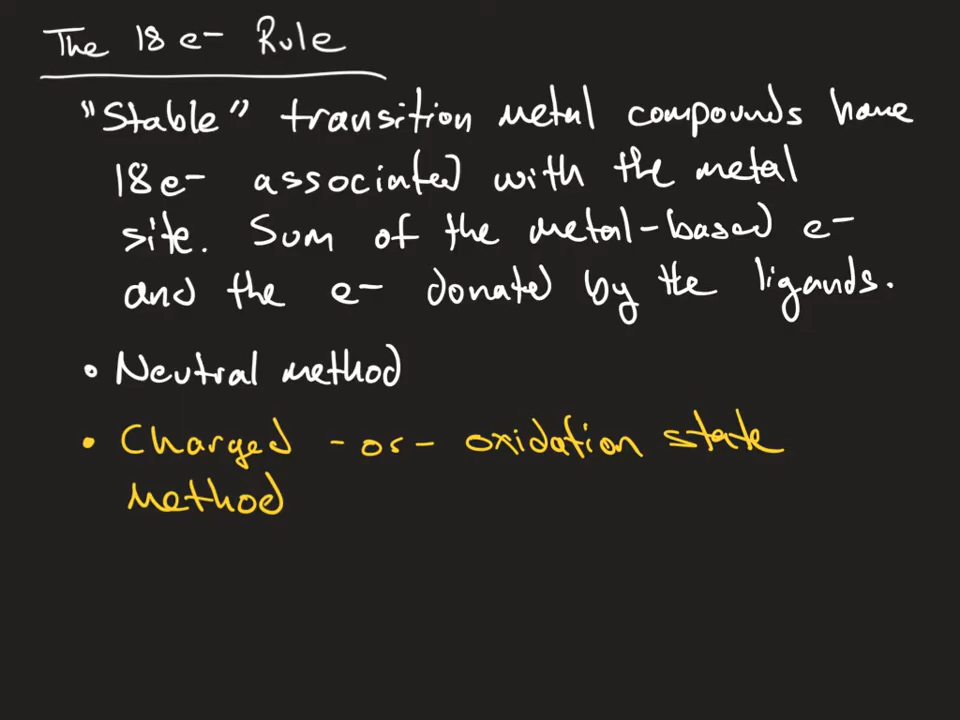 The 18 e- Rule
"Stable" transition metal compounds have
18e- associated with the metal
site. Sum of the metal-based e-
and the e- donated by the ligands.
• Neutral method
• Charged -or- oxidation state
method